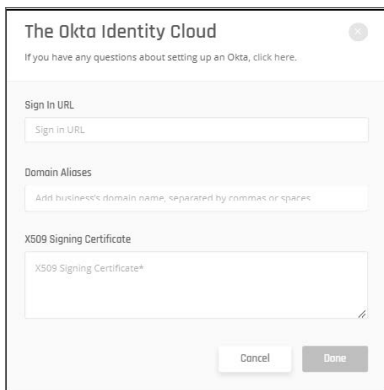 The Okta Identity Cloud
If you have any questions about setting up an Okta, click here.
Sign In URL
Sign in URL
Domain Aliases
Add business's domain name, separated by commas or spaces
X509 Signing Certificate
X509 Signing Certificate*
Cancel
Done